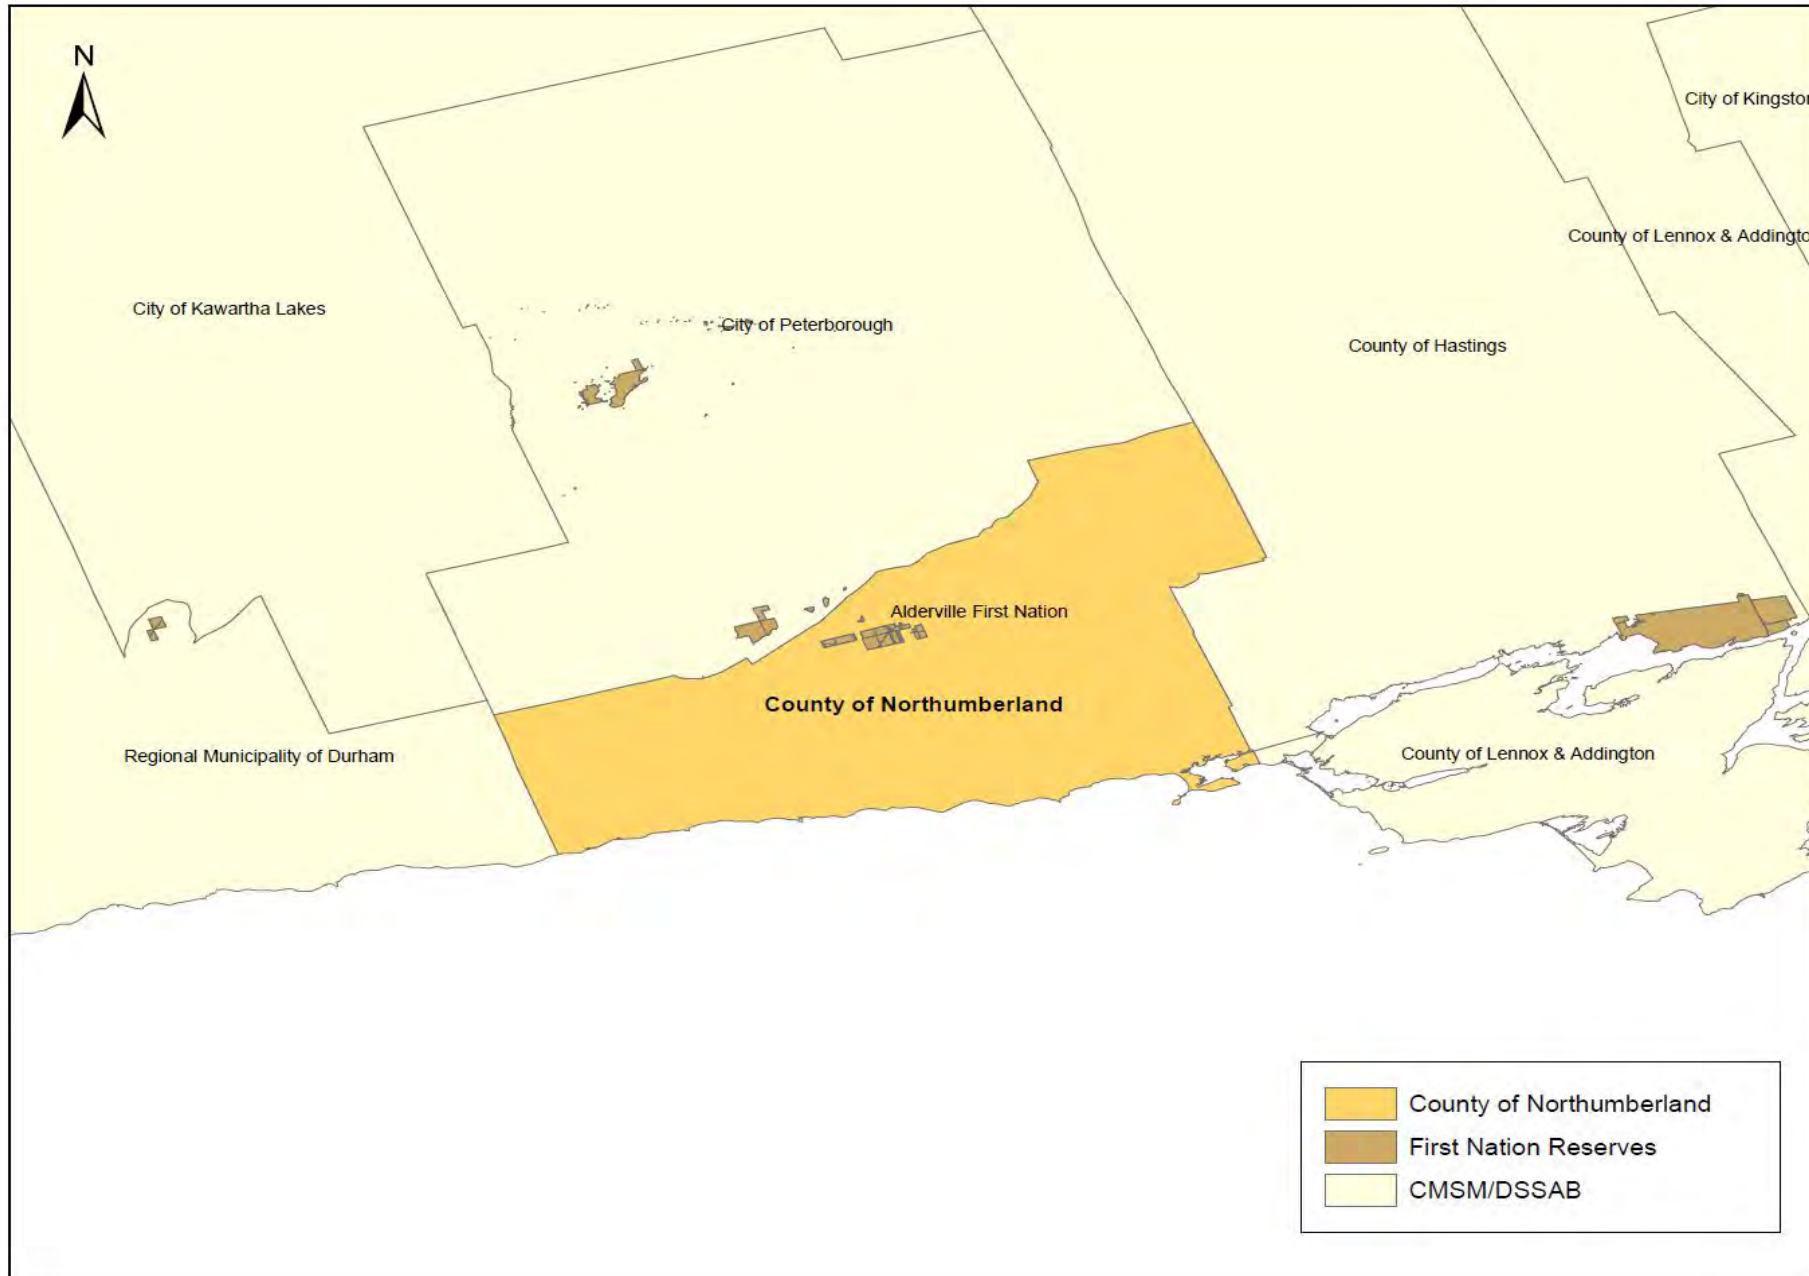 N
City of Kingston
County of Lennox & Addingto
City of Kawartha Lakes
City of Peterborough
County of Hastings
Alderville First Nation
County of Northumberland
Regional Municipality of Durham
County of Lennox & Addington
County of Northumberland
First Nation Reserves
CMSM/DSSAB